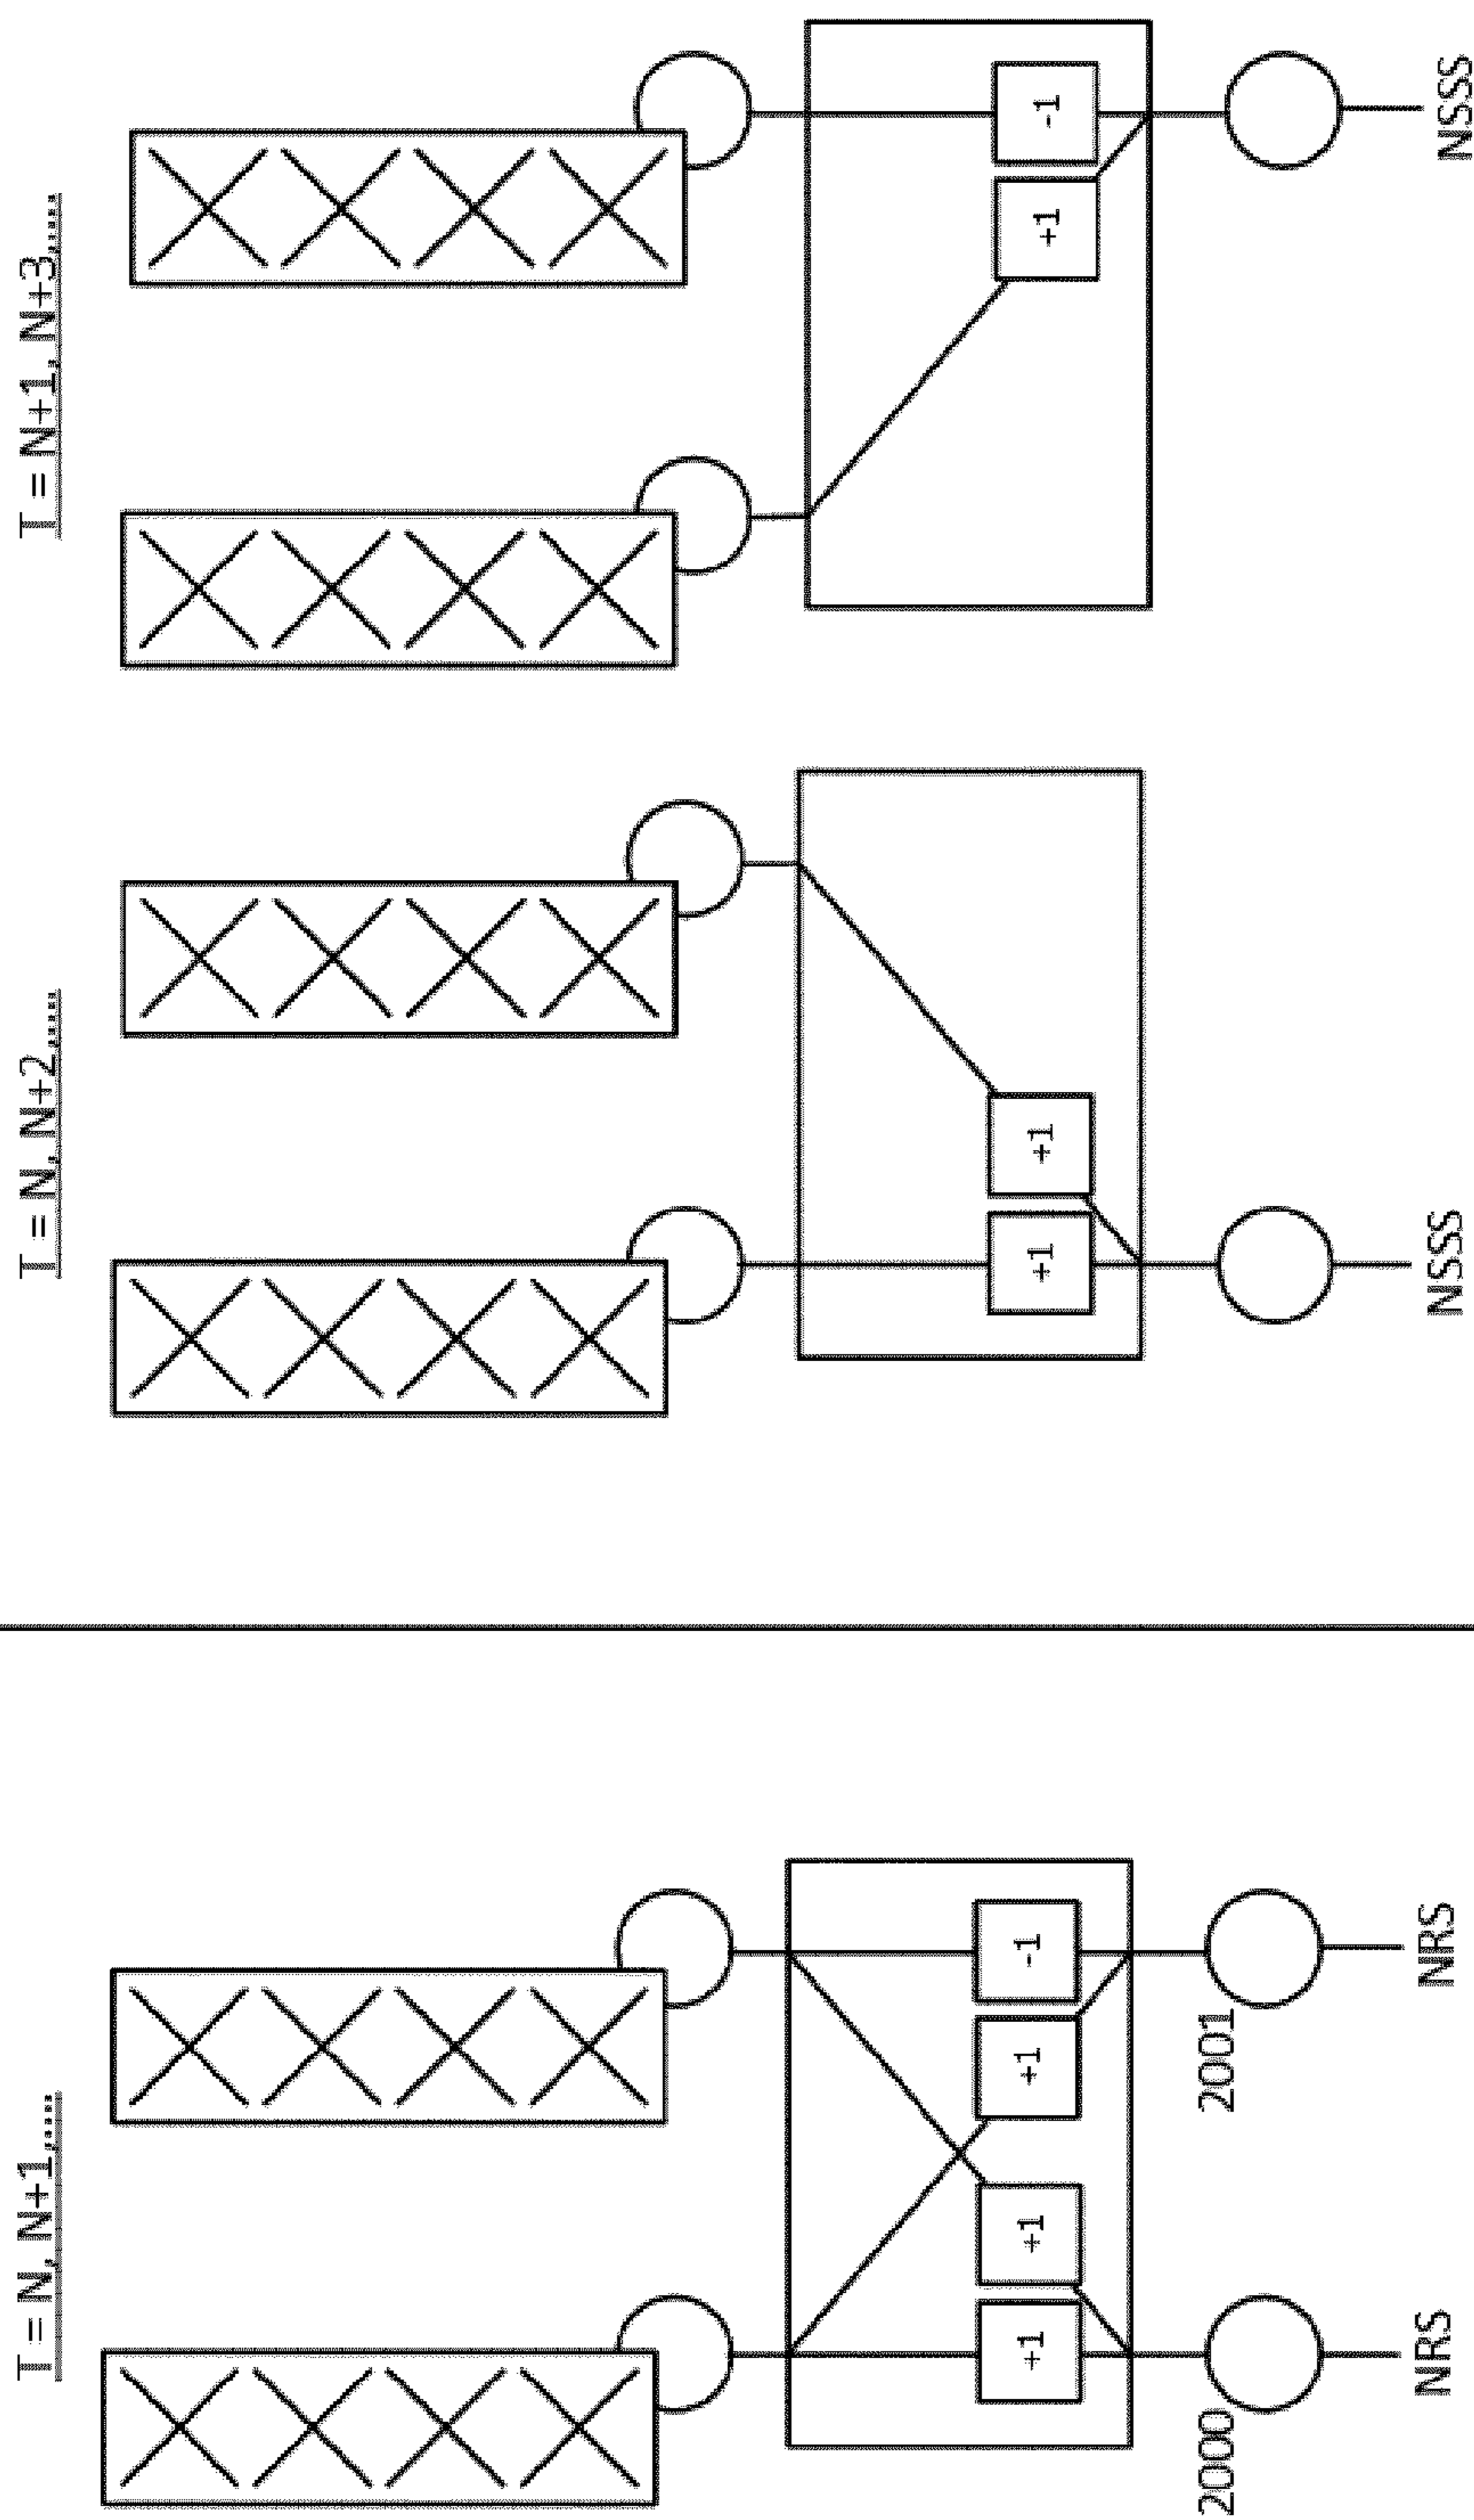 T = N, N+1,.....
T = N, N+2.....
T = N+1, N+3,.....
+1
+1
+1
-1
+1
+1
+1
-1
2000
2001
NRS
NRS
NSSS
NSSS